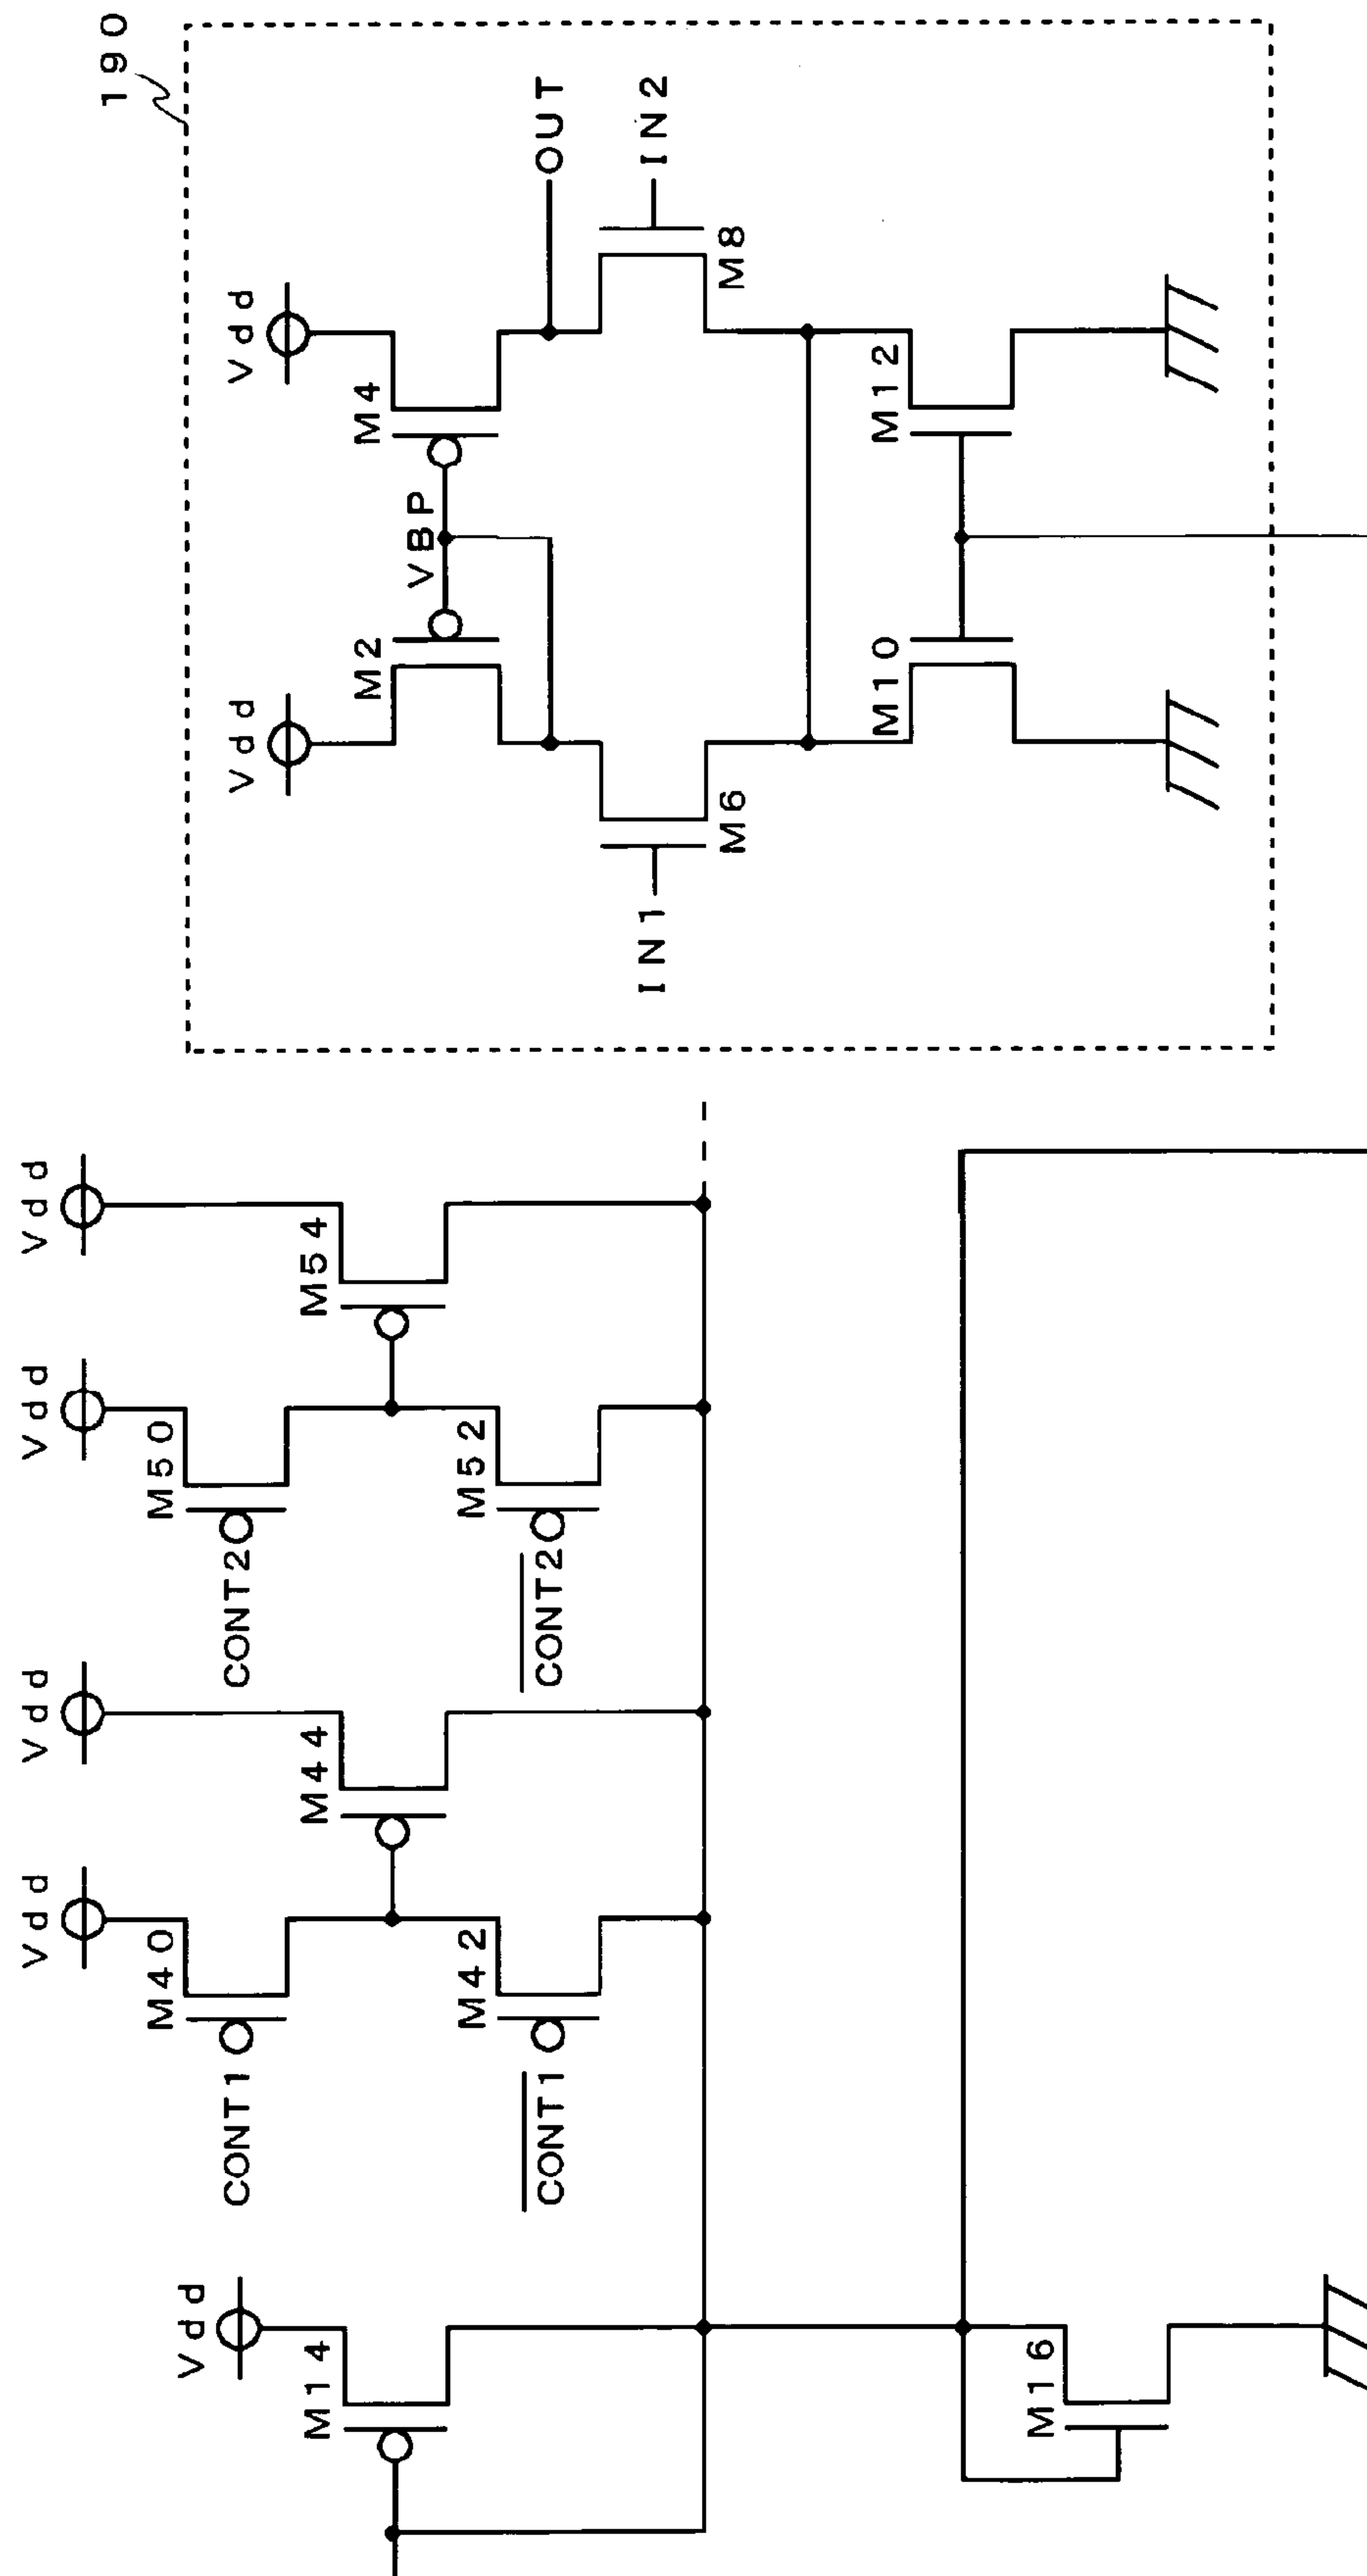 190
Vdd
Vdd
M2
M4
VBP
OUT
IN1
IN2
M6
M8
M10
M12
Vdd
Vdd
Vdd
Vdd
Vdd
M14
M40
M44
M50
M54
CONT1
CONT2
M42
M52
CONT1
CONT2
M16